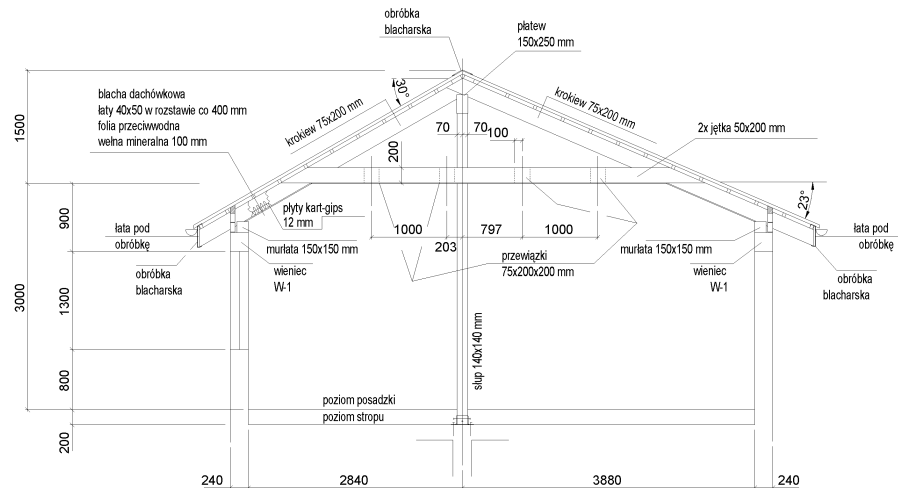 obróbka
blacharska
płatew
150x250 mm
blacha dachówkowa
łaty 40x50 w rozstawie co 400 mm
folia przeciwwodna
wełna mineralna 100 mm
krokiew 75x200 mm
30°
krokiew 75x200 mm
1500
70
70
100
2x jętka 50x200 mm
200
23°
płyty kart-gips
12 mm
900
łata pod
obróbkę
1000
203
797
1000
łata pod
obróbkę
murłata 150x150 mm
murłata 150x150 mm
przewiązki
75x200x200 mm
wieniec
W-1
wieniec
W-1
obróbka
blacharska
obróbka
blacharska
3000
1300
słup 140x140 mm
800
poziom posadzki
poziom stropu
200
240
2840
3880
240